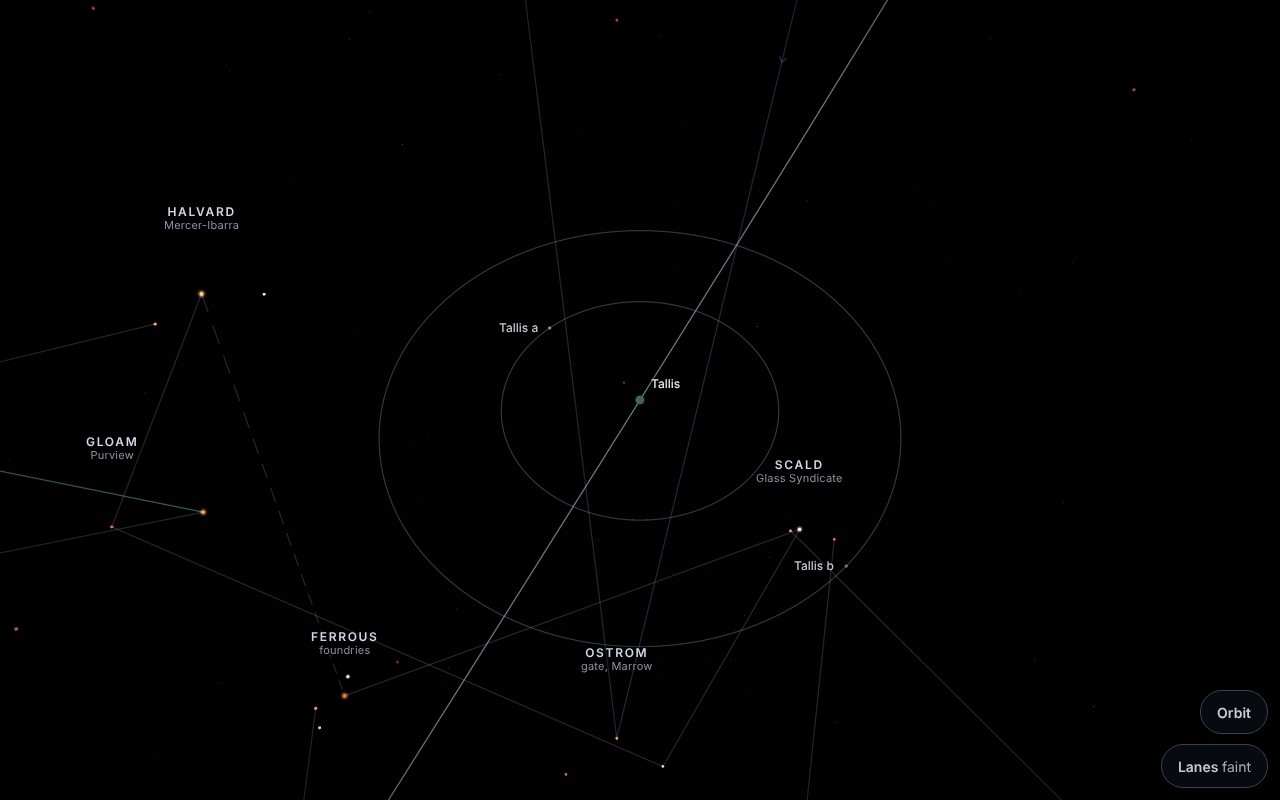 HALVARD
Mercer-Ibarra
Tallis a
Tallis
GLOAM
Purview
SCALD
Glass Syndicate
Tallis b
FERROUS
foundries
OSTROM
gate, Marrow
Orbit
Lanes faint